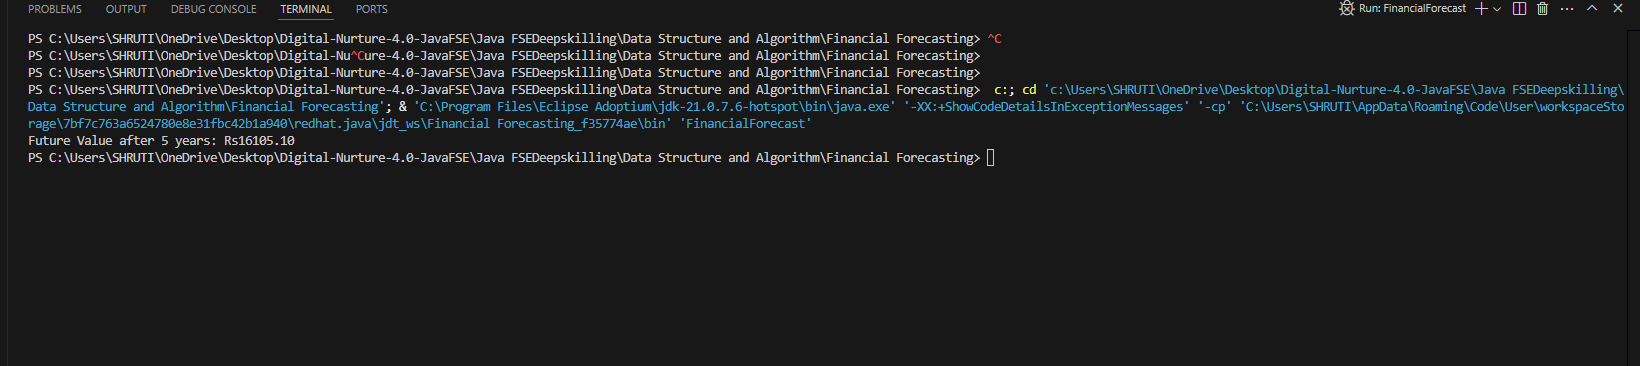 PROBLEMS OUTPUT DEBUG CONSOLE TERMINAL PORTS Run: FinancialForecast
PS C:\Users\SHRUTI\OneDrive\Desktop\Digital-Nurture-4.0-JavaFSE\Java FSEDeepskilling\Data Structure and Algorithm\Financial Forecasting> ^C
PS C:\Users\SHRUTI\OneDrive\Desktop\Digital-Nu^Cure-4.0-JavaFSE\Java FSEDeepskilling\Data Structure and Algorithm\Financial Forecasting>
PS C:\Users\SHRUTI\OneDrive\Desktop\Digital-Nurture-4.0-JavaFSE\Java FSEDeepskilling\Data Structure and Algorithm\Financial Forecasting>
PS C:\Users\SHRUTI\OneDrive\Desktop\Digital-Nurture-4.0-JavaFSE\Java FSEDeepskilling\Data Structure and Algorithm\Financial Forecasting>  c:; cd 'c:\Users\SHRUTI\OneDrive\Desktop\Digital-Nurture-4.0-JavaFSE\Java FSEDeepskilling\
Data Structure and Algorithm\Financial Forecasting'; & 'C:\Program Files\Eclipse Adoptium\jdk-21.0.7.6-hotspot\bin\java.exe' '-XX:+ShowCodeDetailsInExceptionMessages' '-cp' 'C:\Users\SHRUTI\AppData\Roaming\Code\User\workspaceSto
rage\7bf7c763a6524780e8e31fbc42b1a940\redhat.java\jdt_ws\Financial Forecasting_f35774ae\bin' 'FinancialForecast'
Future Value after 5 years: Rs16105.10
PS C:\Users\SHRUTI\OneDrive\Desktop\Digital-Nurture-4.0-JavaFSE\Java FSEDeepskilling\Data Structure and Algorithm\Financial Forecasting>